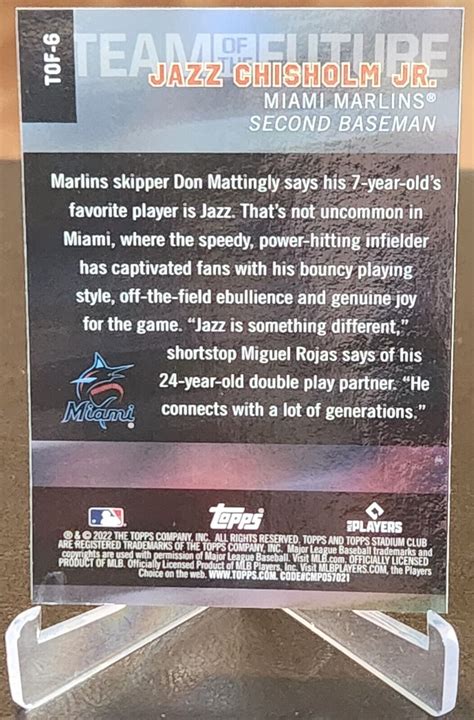 TOF-6
TEAM OF THE FUTURE
JAZZ CHISHOLM JR.
MIAMI MARLINS®
SECOND BASEMAN
Marlins skipper Don Mattingly says his 7-year-old's
favorite player is Jazz. That's not uncommon in
Miami, where the speedy, power-hitting infielder
has captivated fans with his bouncy playing
style, off-the-field ebullience and genuine joy
for the game. "Jazz is something different,"
shortstop Miguel Rojas says of his
24-year-old double play partner. "He
connects with a lot of generations."
Miami
topps
PLAYERS
® & © 2022 THE TOPPS COMPANY, INC. ALL RIGHTS RESERVED. TOPPS AND TOPPS STADIUM CLUB
ARE REGISTERED TRADEMARKS OF THE TOPPS COMPANY, INC. Major League Baseball trademarks and
copyrights are used with permission of Major League Baseball. Visit MLB.com. OFFICIALLY LICENSED
PRODUCT OF MLB. Officially Licensed Product of MLB Players, Inc. Visit MLBPLAYERS.COM, the Players
Choice on the web. WWW.TOPPS.COM. CODE#CMP057021